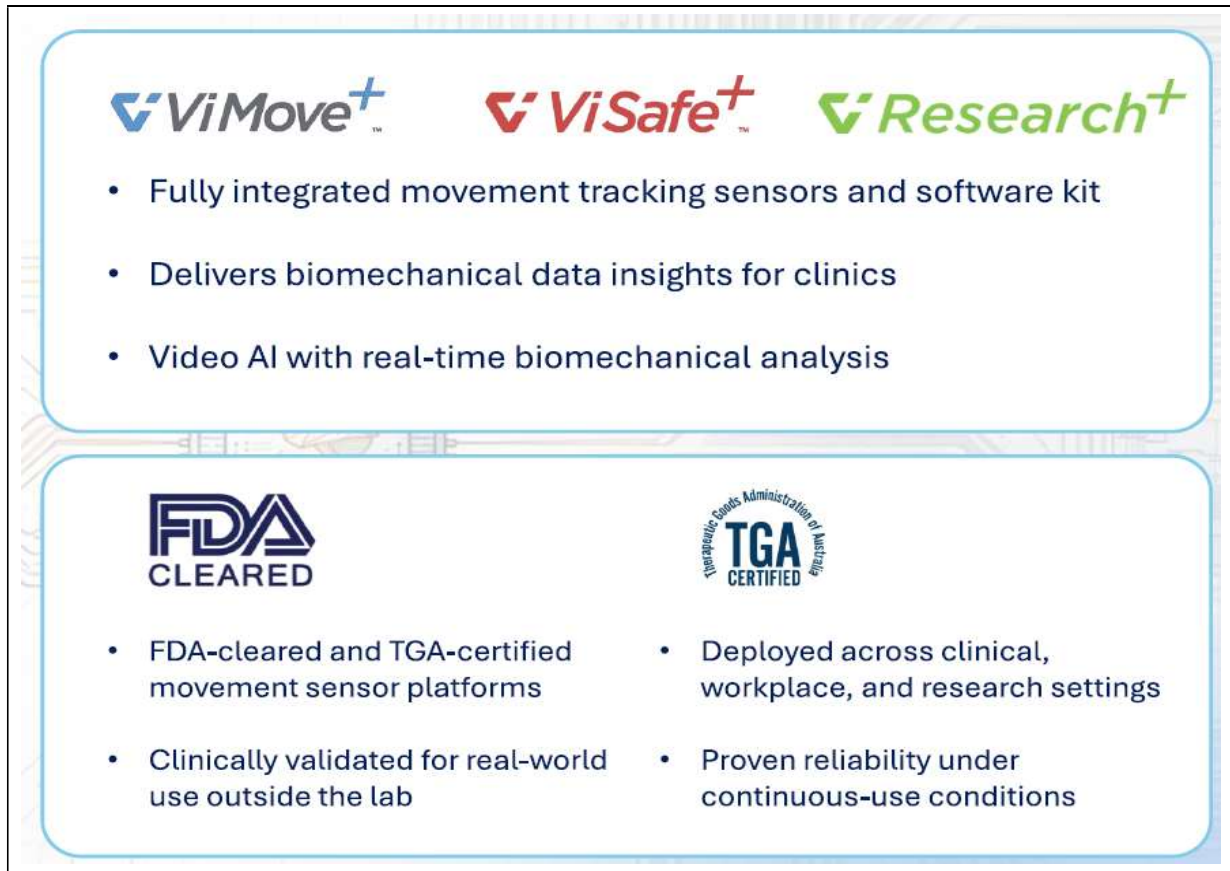 ViMove+™
ViSafe+™
Research+
• Fully integrated movement tracking sensors and software kit
• Delivers biomechanical data insights for clinics
• Video AI with real-time biomechanical analysis
FDA
CLEARED
Therapeutic Goods Administration of Australia
TGA
CERTIFIED
• FDA-cleared and TGA-certified
movement sensor platforms
• Clinically validated for real-world
use outside the lab
• Deployed across clinical,
workplace, and research settings
• Proven reliability under
continuous-use conditions